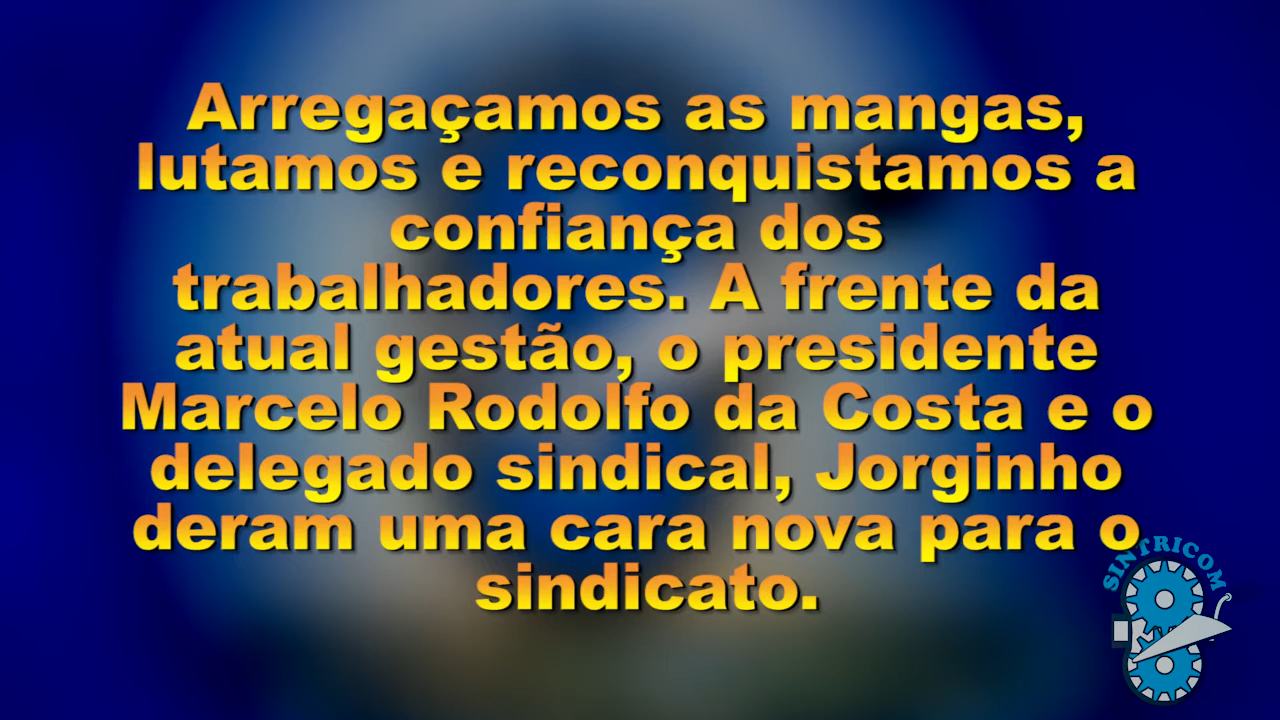 Arregaçamos as mangas,
lutamos e reconquistamos a
confiança dos
trabalhadores. A frente da
atual gestão, o presidente
Marcelo Rodolfo da Costa e o
delegado sindical, Jorginho
deram uma cara nova para o
sindicato.
SINTRICOM